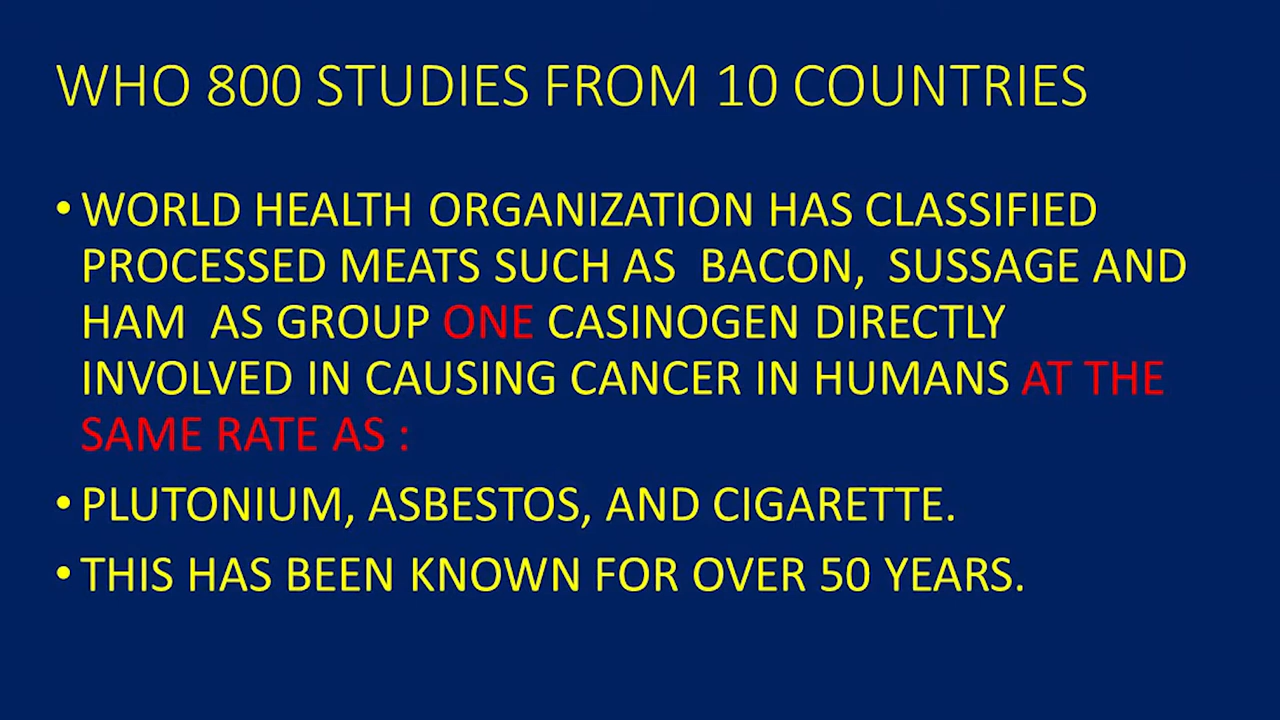 WHO 800 STUDIES FROM 10 COUNTRIES
• WORLD HEALTH ORGANIZATION HAS CLASSIFIED
PROCESSED MEATS SUCH AS BACON, SUSSAGE AND
HAM AS GROUP ONE CASINOGEN DIRECTLY
INVOLVED IN CAUSING CANCER IN HUMANS AT THE
SAME RATE AS :
• PLUTONIUM, ASBESTOS, AND CIGARETTE.
• THIS HAS BEEN KNOWN FOR OVER 50 YEARS.